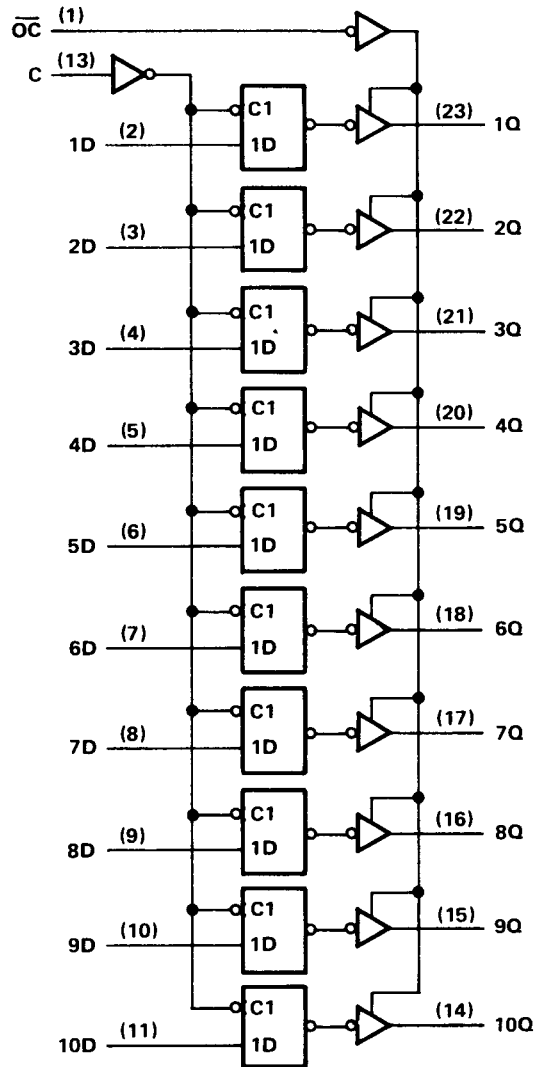 O̅C̅ (1)
C (13)
C1
1D (2) 1D (23) 1Q
C1
2D (3) 1D (22) 2Q
C1
3D (4) 1D (21) 3Q
C1
4D (5) 1D (20) 4Q
C1
5D (6) 1D (19) 5Q
C1
6D (7) 1D (18) 6Q
C1
7D (8) 1D (17) 7Q
C1
8D (9) 1D (16) 8Q
C1
9D (10) 1D (15) 9Q
C1
10D (11) 1D (14) 10Q